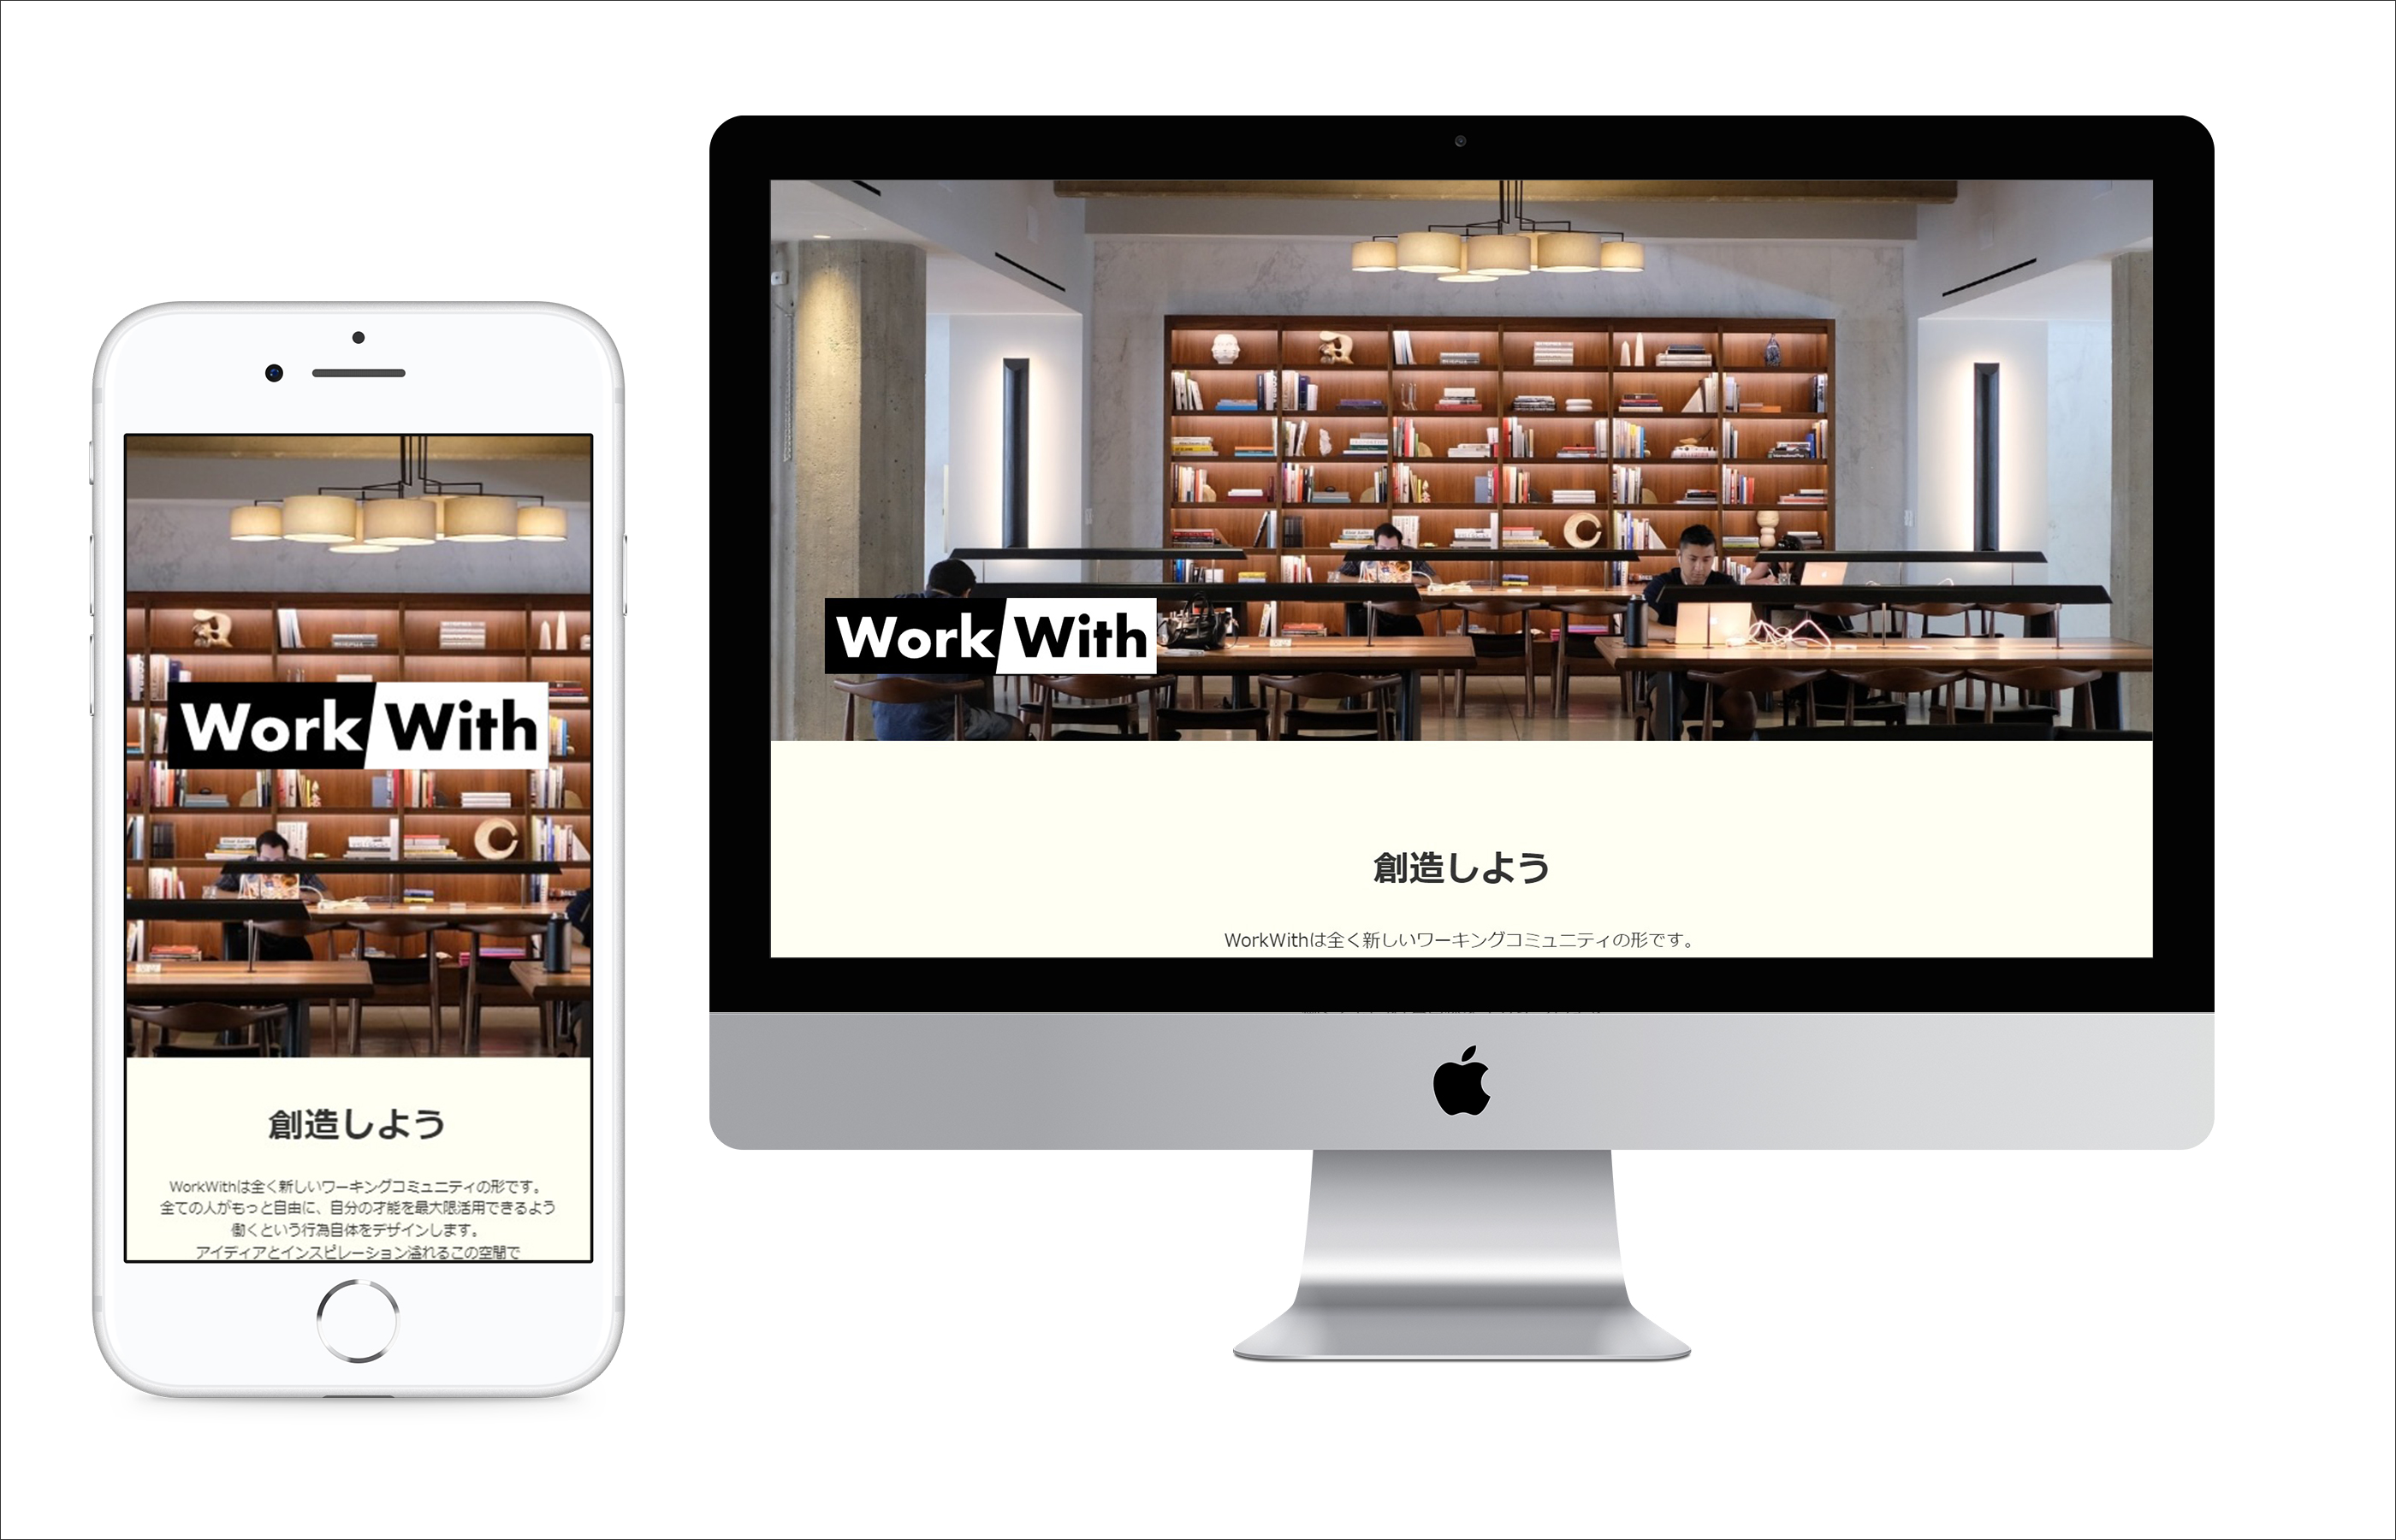 Work With
創造しよう
WorkWithは全く新しいワーキングコミュニティの形です。
全ての人がもっと自由に、自分の才能を最大限活用できるよう
働くという行為自体をデザインします。
アイディアとインスピレーション溢れるこの空間で
Work With
創造しよう
WorkWithは全く新しいワーキングコミュニティの形です。